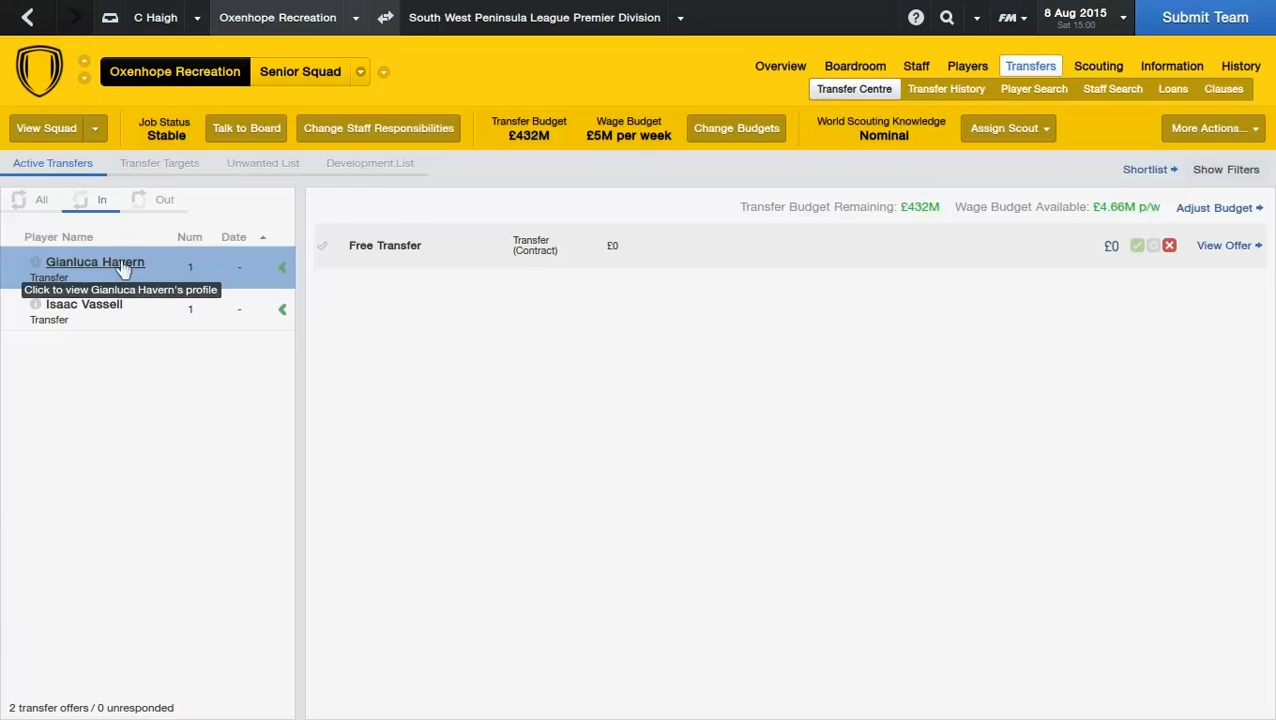 C Haigh
Oxenhope Recreation
South West Peninsula League Premier Division
FM
8 Aug 2015
Sat 15:00
Submit Team
Oxenhope Recreation
Senior Squad
Overview
Boardroom
Staff
Players
Transfers
Scouting
Information
History
Transfer Centre
Transfer History
Player Search
Staff Search
Loans
Clauses
View Squad
Job Status
Stable
Talk to Board
Change Staff Responsibilities
Transfer Budget
£432M
Wage Budget
£5M per week
Change Budgets
World Scouting Knowledge
Nominal
Assign Scout
More Actions...
Active Transfers
Transfer Targets
Unwanted List
Development List
Shortlist
Show Filters
All
In
Out
Transfer Budget Remaining: £432M
Wage Budget Available: £4.66M p/w
Adjust Budget
Player Name
Num
Date
Gianluca Havern
Transfer
1
-
Free Transfer
Transfer
(Contract)
£0
£0
View Offer
Click to view Gianluca Havern's profile
Isaac Vassell
Transfer
1
-
2 transfer offers / 0 unresponded